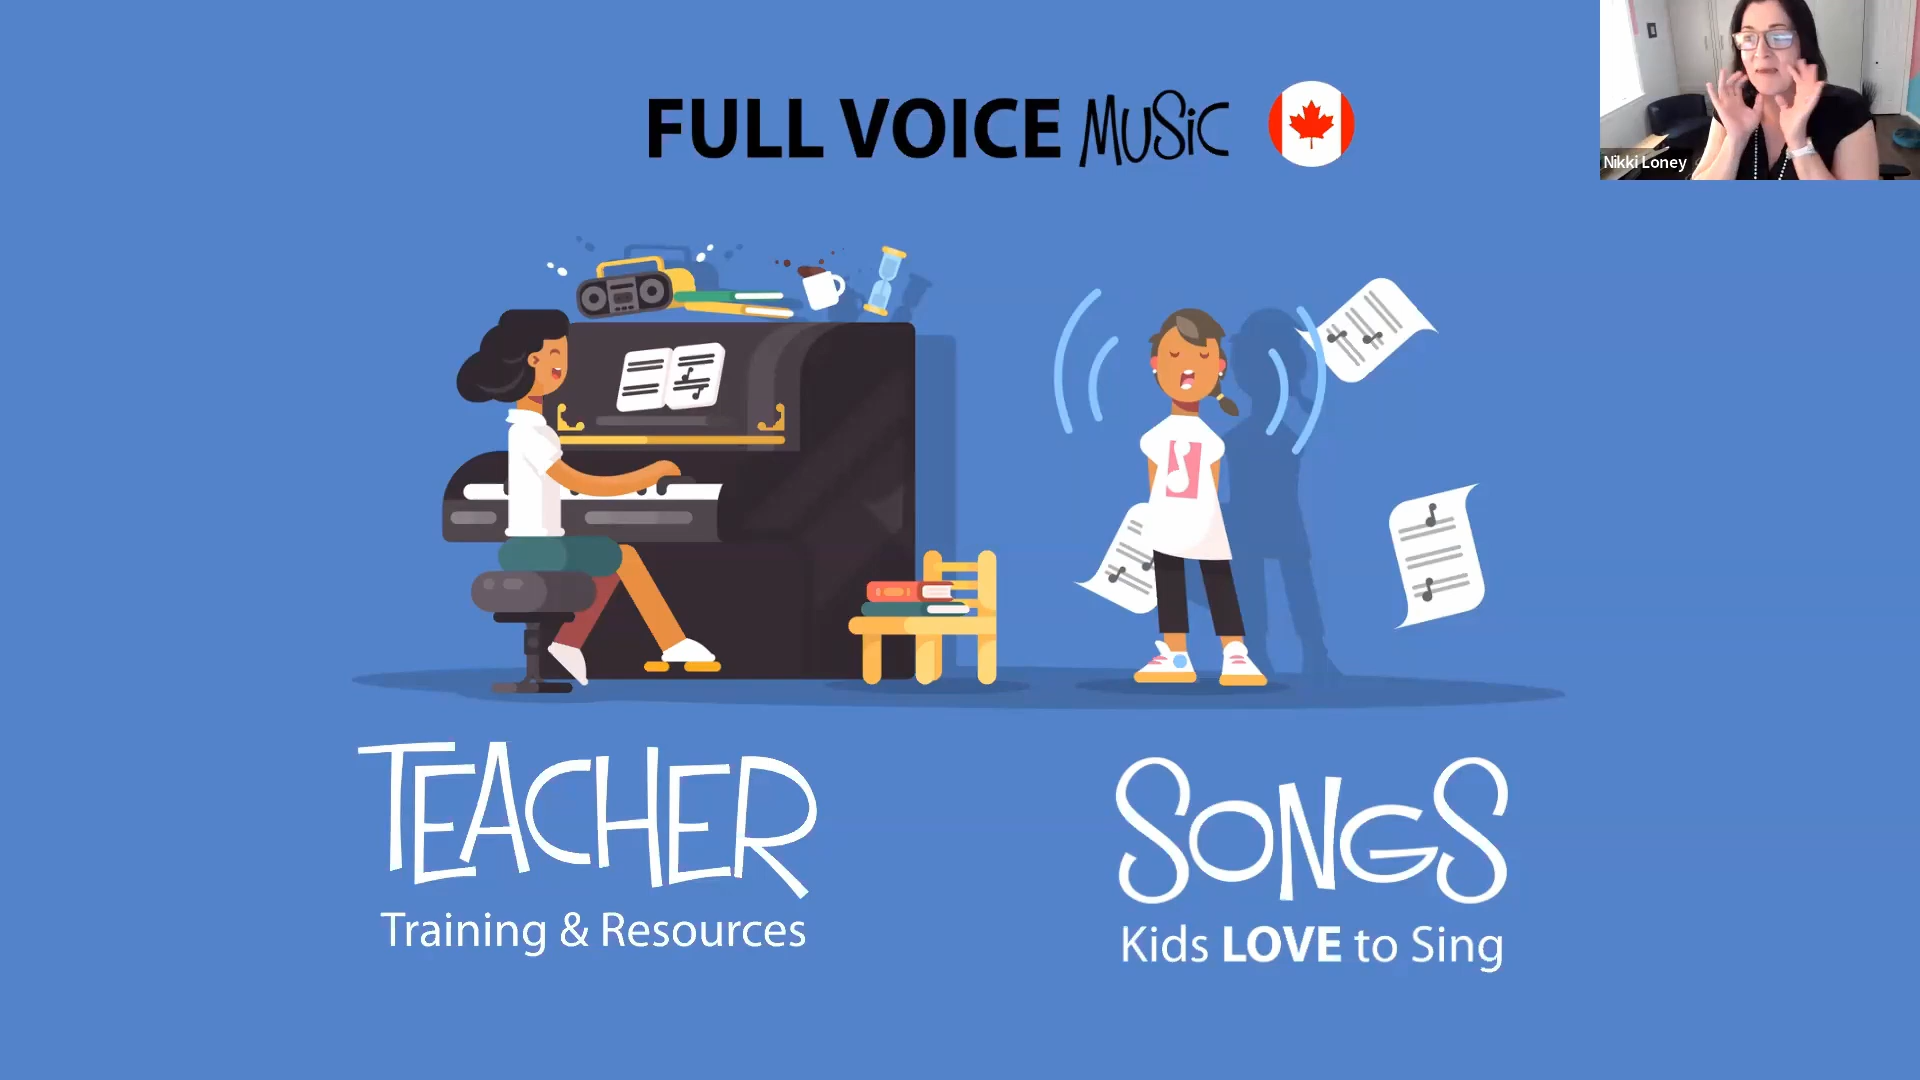 FULL VOICE MUSiC
Nikki Loney
TEACHER
Training & Resources
SONGS
Kids LOVE to Sing